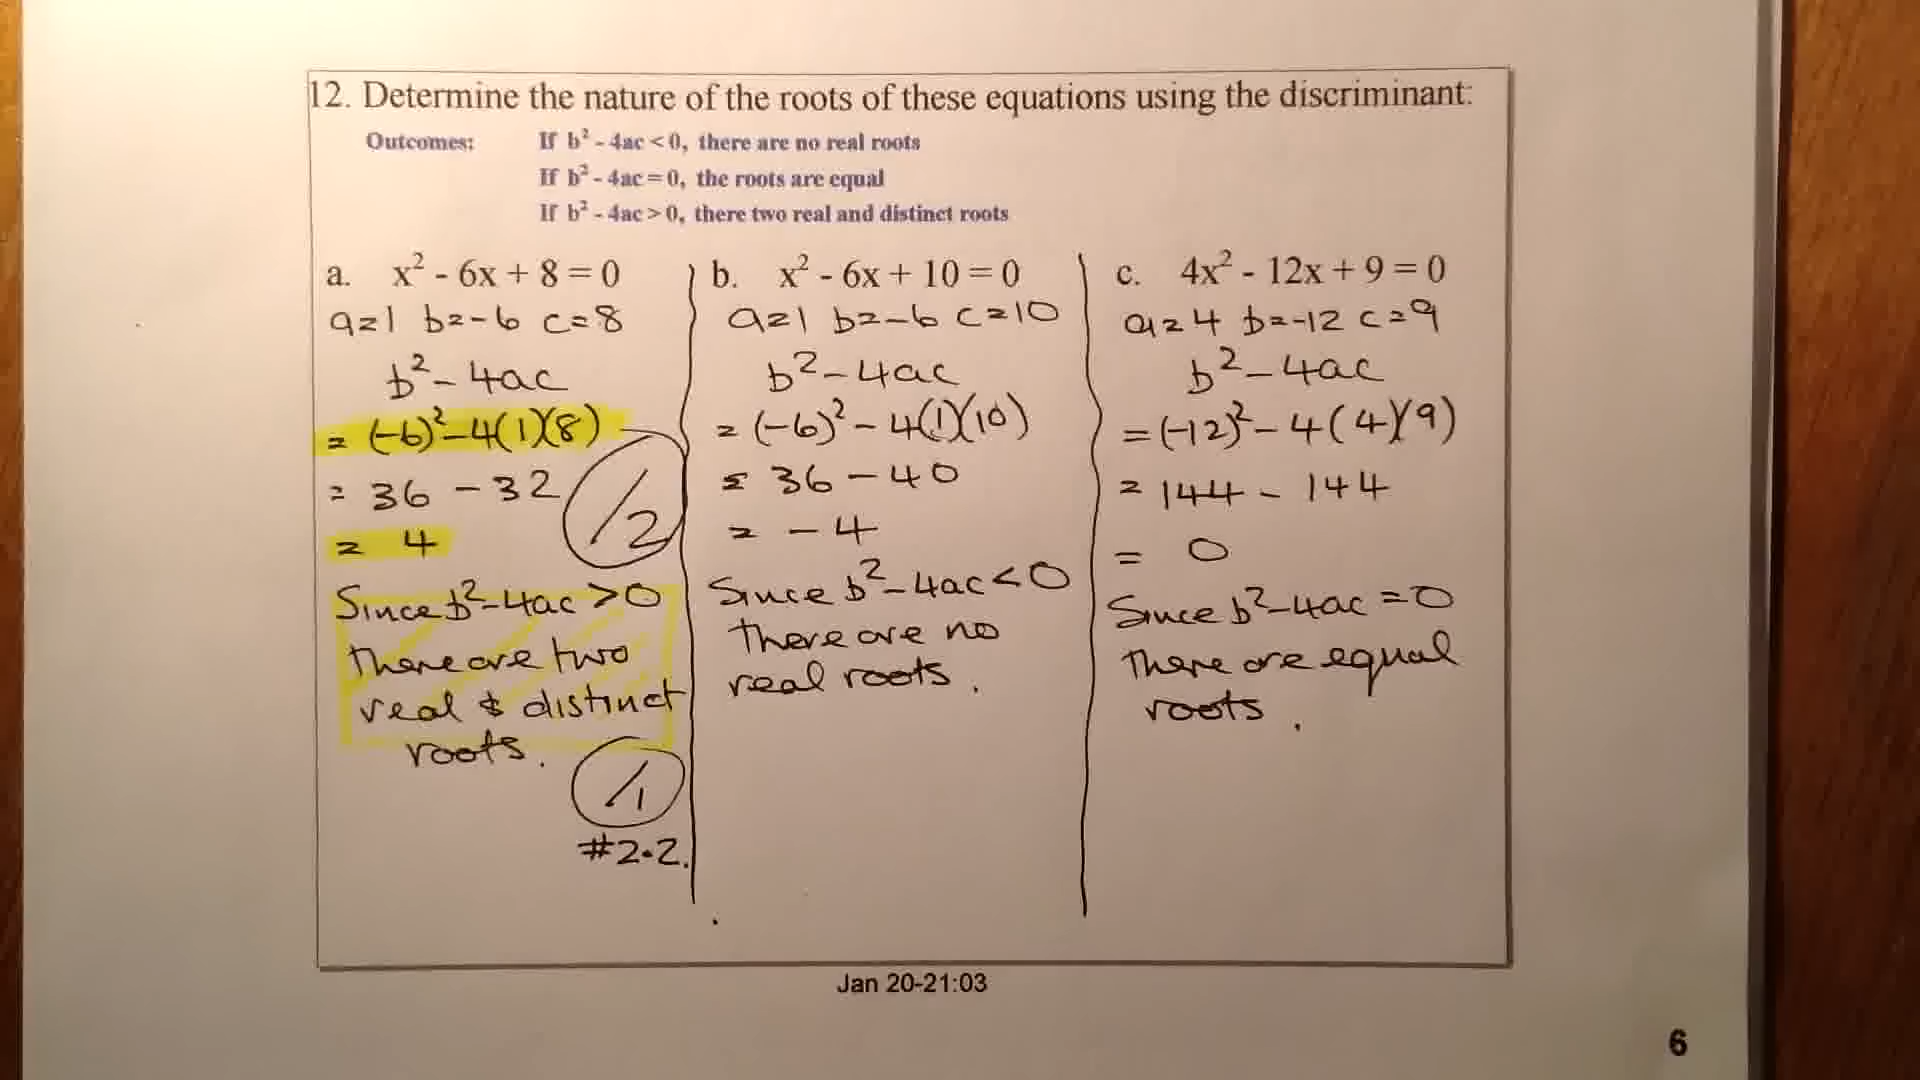 12. Determine the nature of the roots of these equations using the discriminant:
Outcomes: If b² - 4ac < 0, there are no real roots
If b² - 4ac = 0, the roots are equal
If b² - 4ac > 0, there two real and distinct roots
a. x² - 6x + 8 = 0
a=1 b=-6 c=8
b²-4ac
= (-6)²-4(1)(8)
= 36 - 32
/2
= 4
Since b²-4ac >0
there are two
real & distinct
roots.
/1
#2.2.
b. x² - 6x + 10 = 0
a=1 b=-6 c=10
b²-4ac
= (-6)² - 4(1)(10)
= 36 - 40
= - 4
Since b²-4ac<0
there are no
real roots.
c. 4x² - 12x + 9 = 0
a=4 b=-12 c=9
b²-4ac
= (-12)² - 4(4)(9)
= 144 - 144
= 0
Since b²-4ac =0
there are equal
roots.
Jan 20-21:03
6